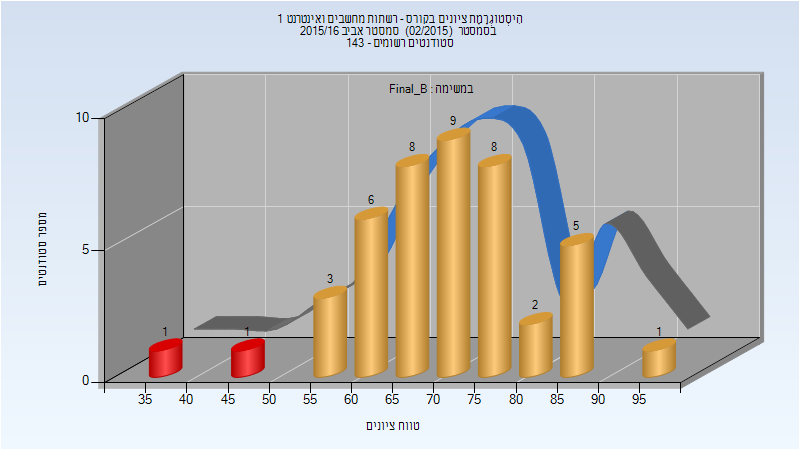 הִיסְטוֹגְרָמַת ציונים בקורס - רשתות מחשבים ואינטרנט 1
בסמסטר (02/2015) סמסטר אביב 2015/16
סטודנטים רשומים - 143
במשימה : Final_B
10
5
0
מספר סטודנטים
1
1
3
6
8
9
8
2
5
1
35 40 45 50 55 60 65 70 75 80 85 90 95
טווח ציונים